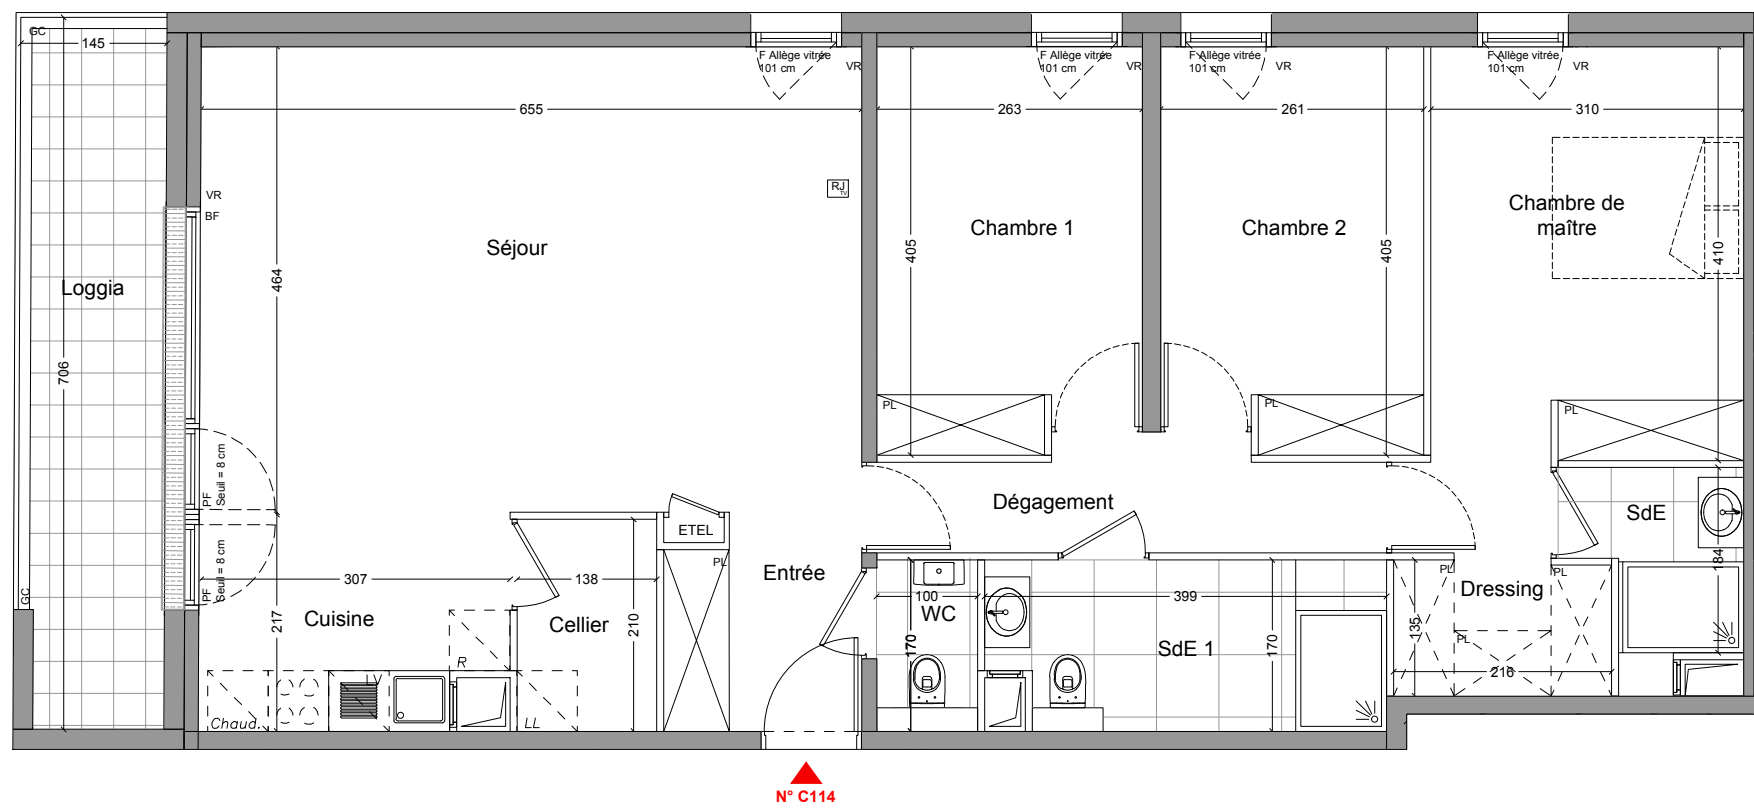 GC
145
F Allège vitrée
101 cm
VR
F Allège vitrée
101 cm
VR
F Allège vitrée
101 cm
VR
F Allège vitrée
101 cm
VR
655
263
261
310
VR
BF
RJ
TV
Séjour
Chambre 1
Chambre 2
Chambre de
maître
464
405
405
410
Loggia
706
PL
PL
PL
PF
Seuil = 8 cm
Dégagement
SdE
184
ETEL
PL
Entrée
PF
Seuil = 8 cm
307
138
Cuisine
217
Cellier
210
100
WC
170
399
SdE 1
170
PL
Dressing
PL
135
PL
216
GC
R
LV
Chaud.
LL
N° C114